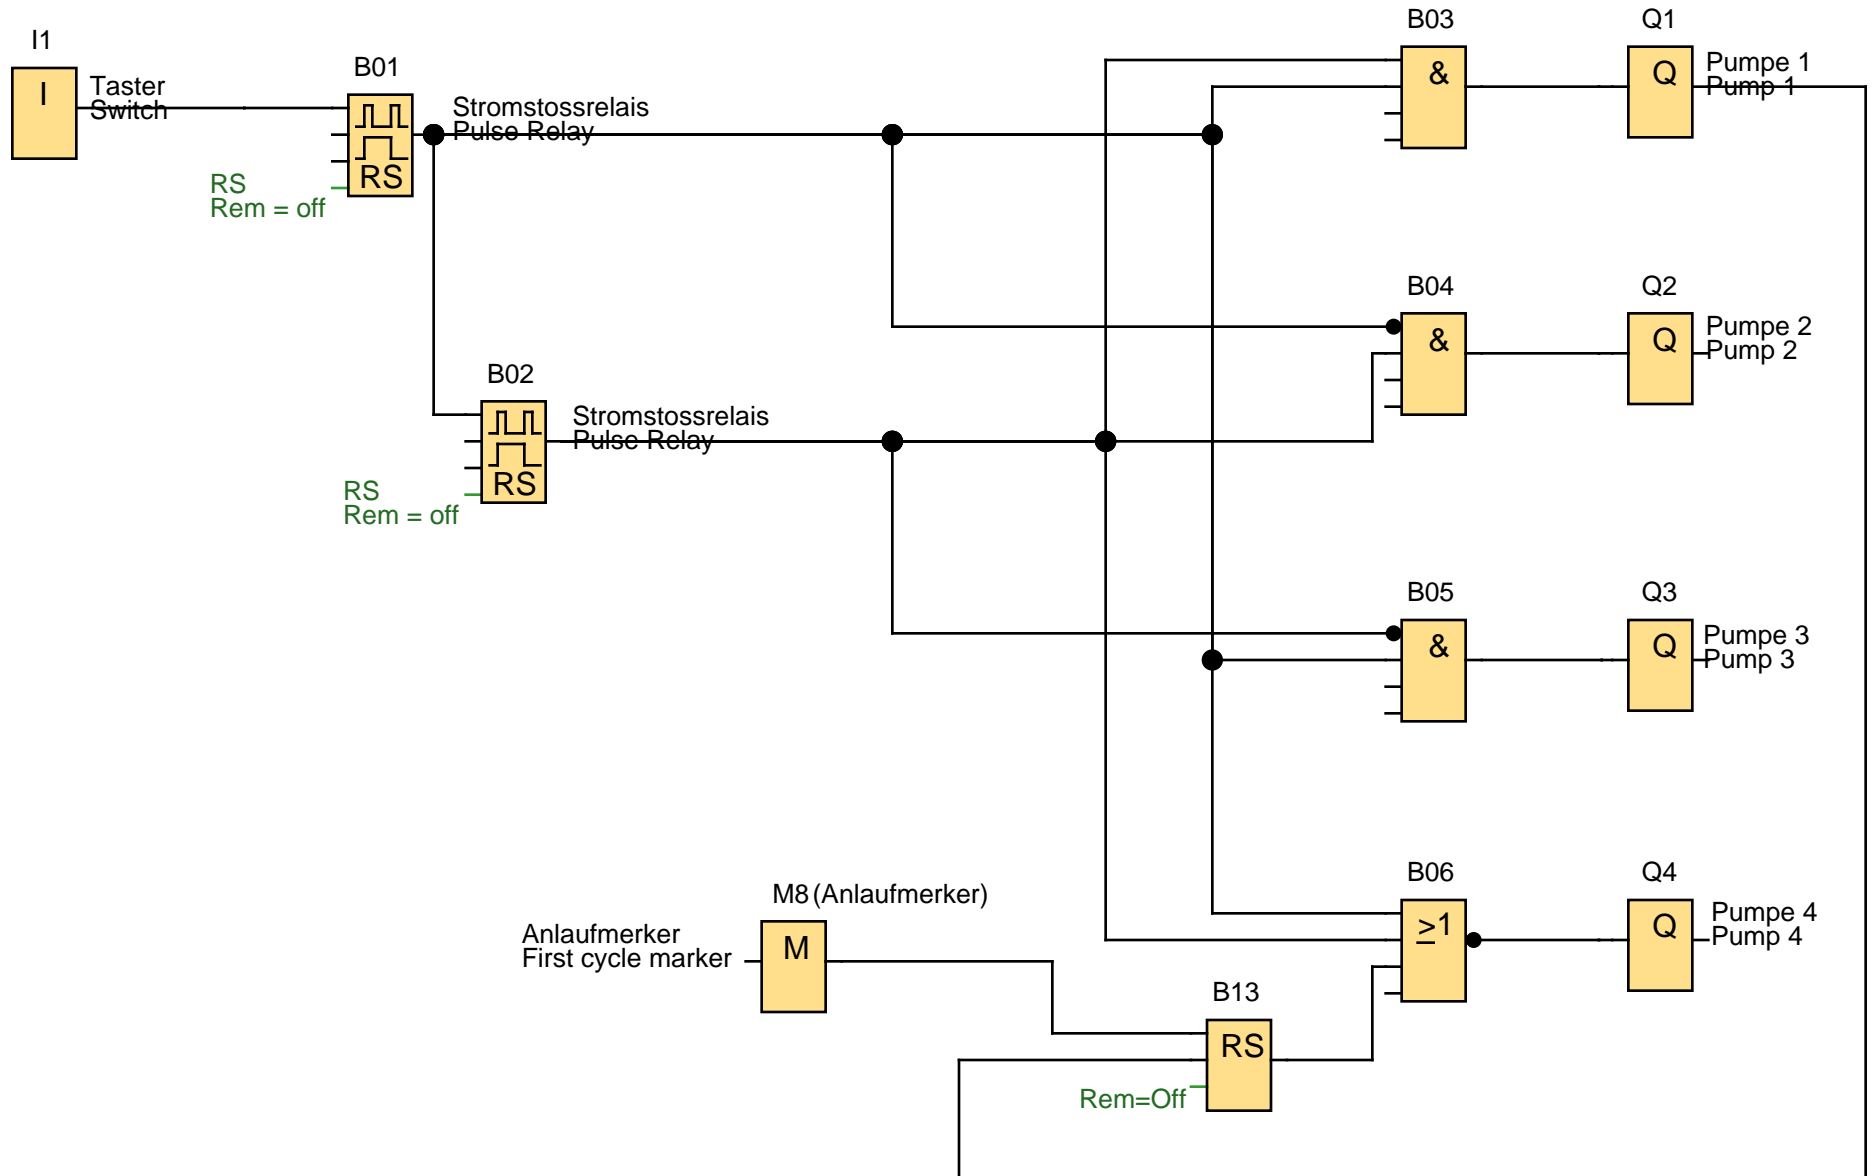 I1
I
Taster
Switch
B01
RS
RS
Rem = off
Stromstossrelais
Pulse Relay
B03
&
Q1
Q
Pumpe 1
Pump 1
B04
&
Q2
Q
Pumpe 2
Pump 2
B02
RS
RS
Rem = off
Stromstossrelais
Pulse Relay
B05
&
Q3
Q
Pumpe 3
Pump 3
B06
≥1
Q4
Q
Pumpe 4
Pump 4
M8 (Anlaufmerker)
Anlaufmerker
First cycle marker
M
B13
RS
Rem=Off